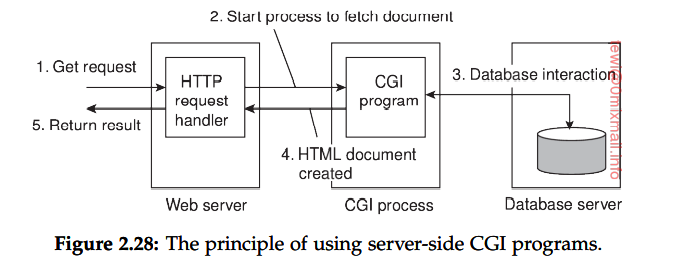 2. Start process to fetch document
1. Get request
HTTP
request
handler
CGI
program
3. Database interaction
5. Return result
4. HTML document
created
Web server
CGI process
Database server
Figure 2.28: The principle of using server-side CGI programs.